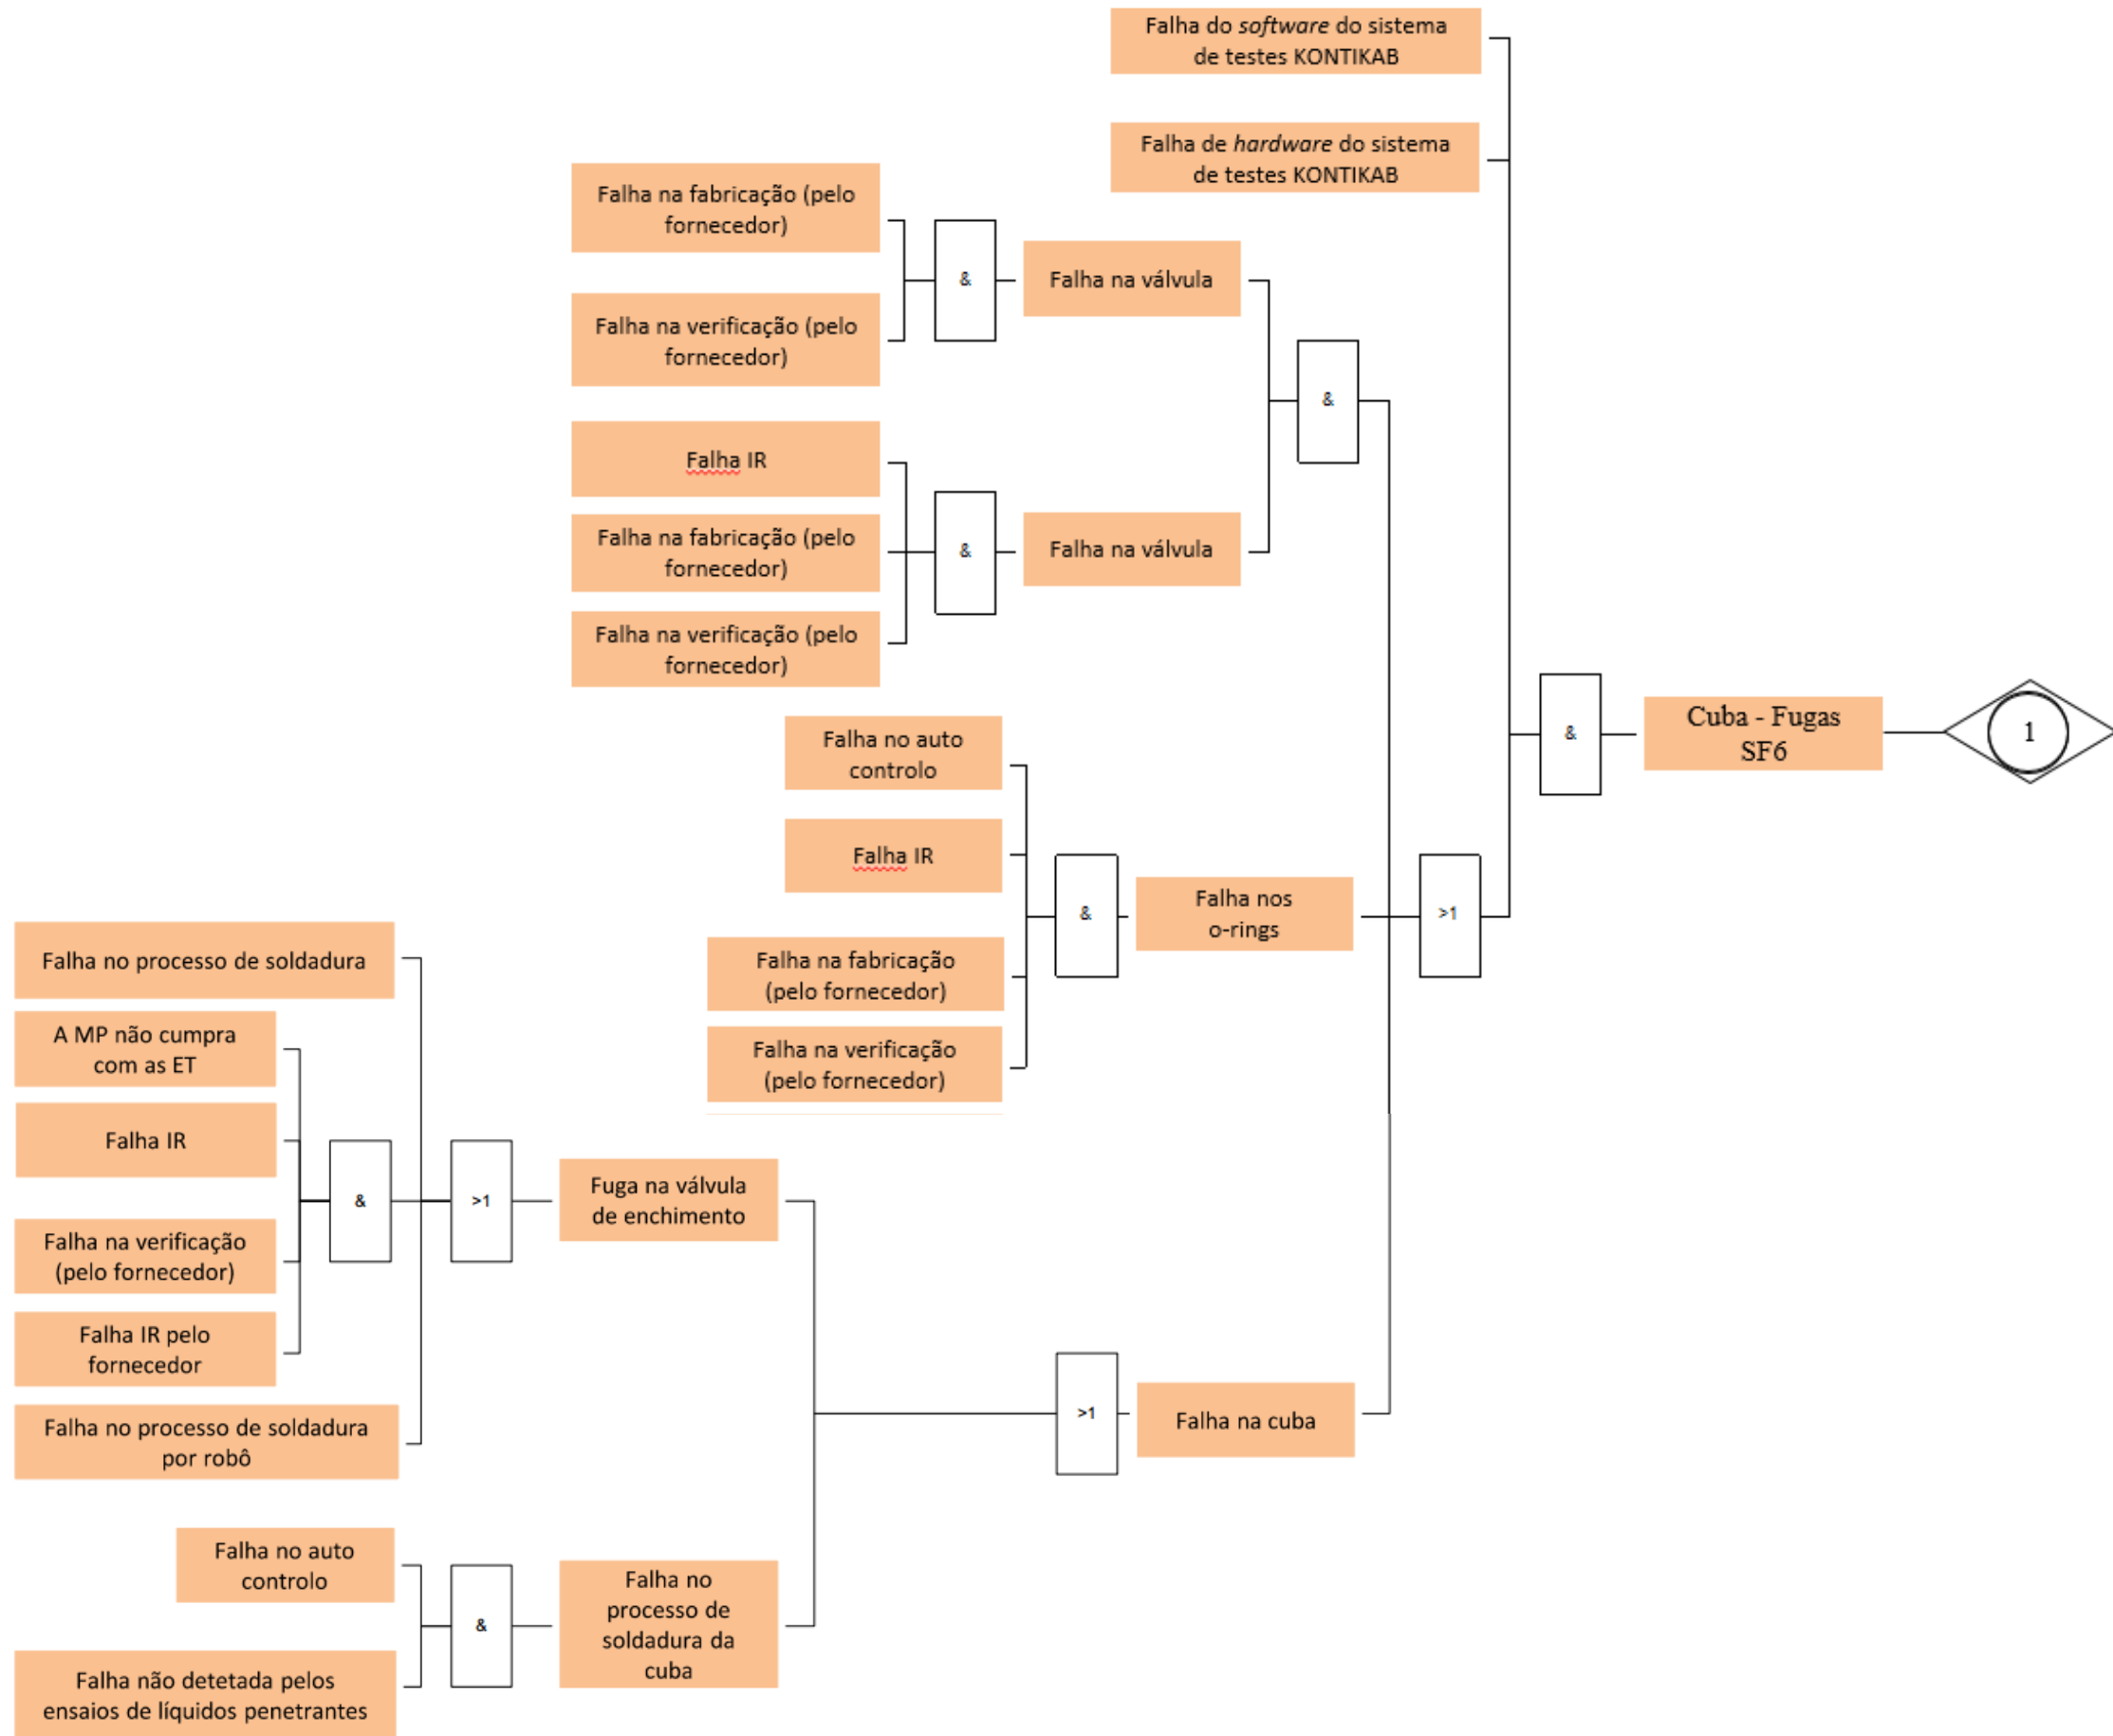 Falha do software do sistema
de testes KONTIKAB
Falha de hardware do sistema
de testes KONTIKAB
Falha na fabricação (pelo
fornecedor)
&
Falha na válvula
Falha na verificação (pelo
fornecedor)
&
Falha IR
Falha na fabricação (pelo
fornecedor)
&
Falha na válvula
Falha na verificação (pelo
fornecedor)
&
Cuba - Fugas
SF6
1
Falha no auto
controlo
Falha IR
&
Falha nos
o-rings
>1
Falha na fabricação
(pelo fornecedor)
Falha na verificação
(pelo fornecedor)
Falha no processo de soldadura
A MP não cumpra
com as ET
Falha IR
&
>1
Fuga na válvula
de enchimento
Falha na verificação
(pelo fornecedor)
Falha IR pelo
fornecedor
Falha no processo de soldadura
por robô
>1
Falha na cuba
Falha no auto
controlo
&
Falha no
processo de
soldadura da
cuba
Falha não detetada pelos
ensaios de líquidos penetrantes